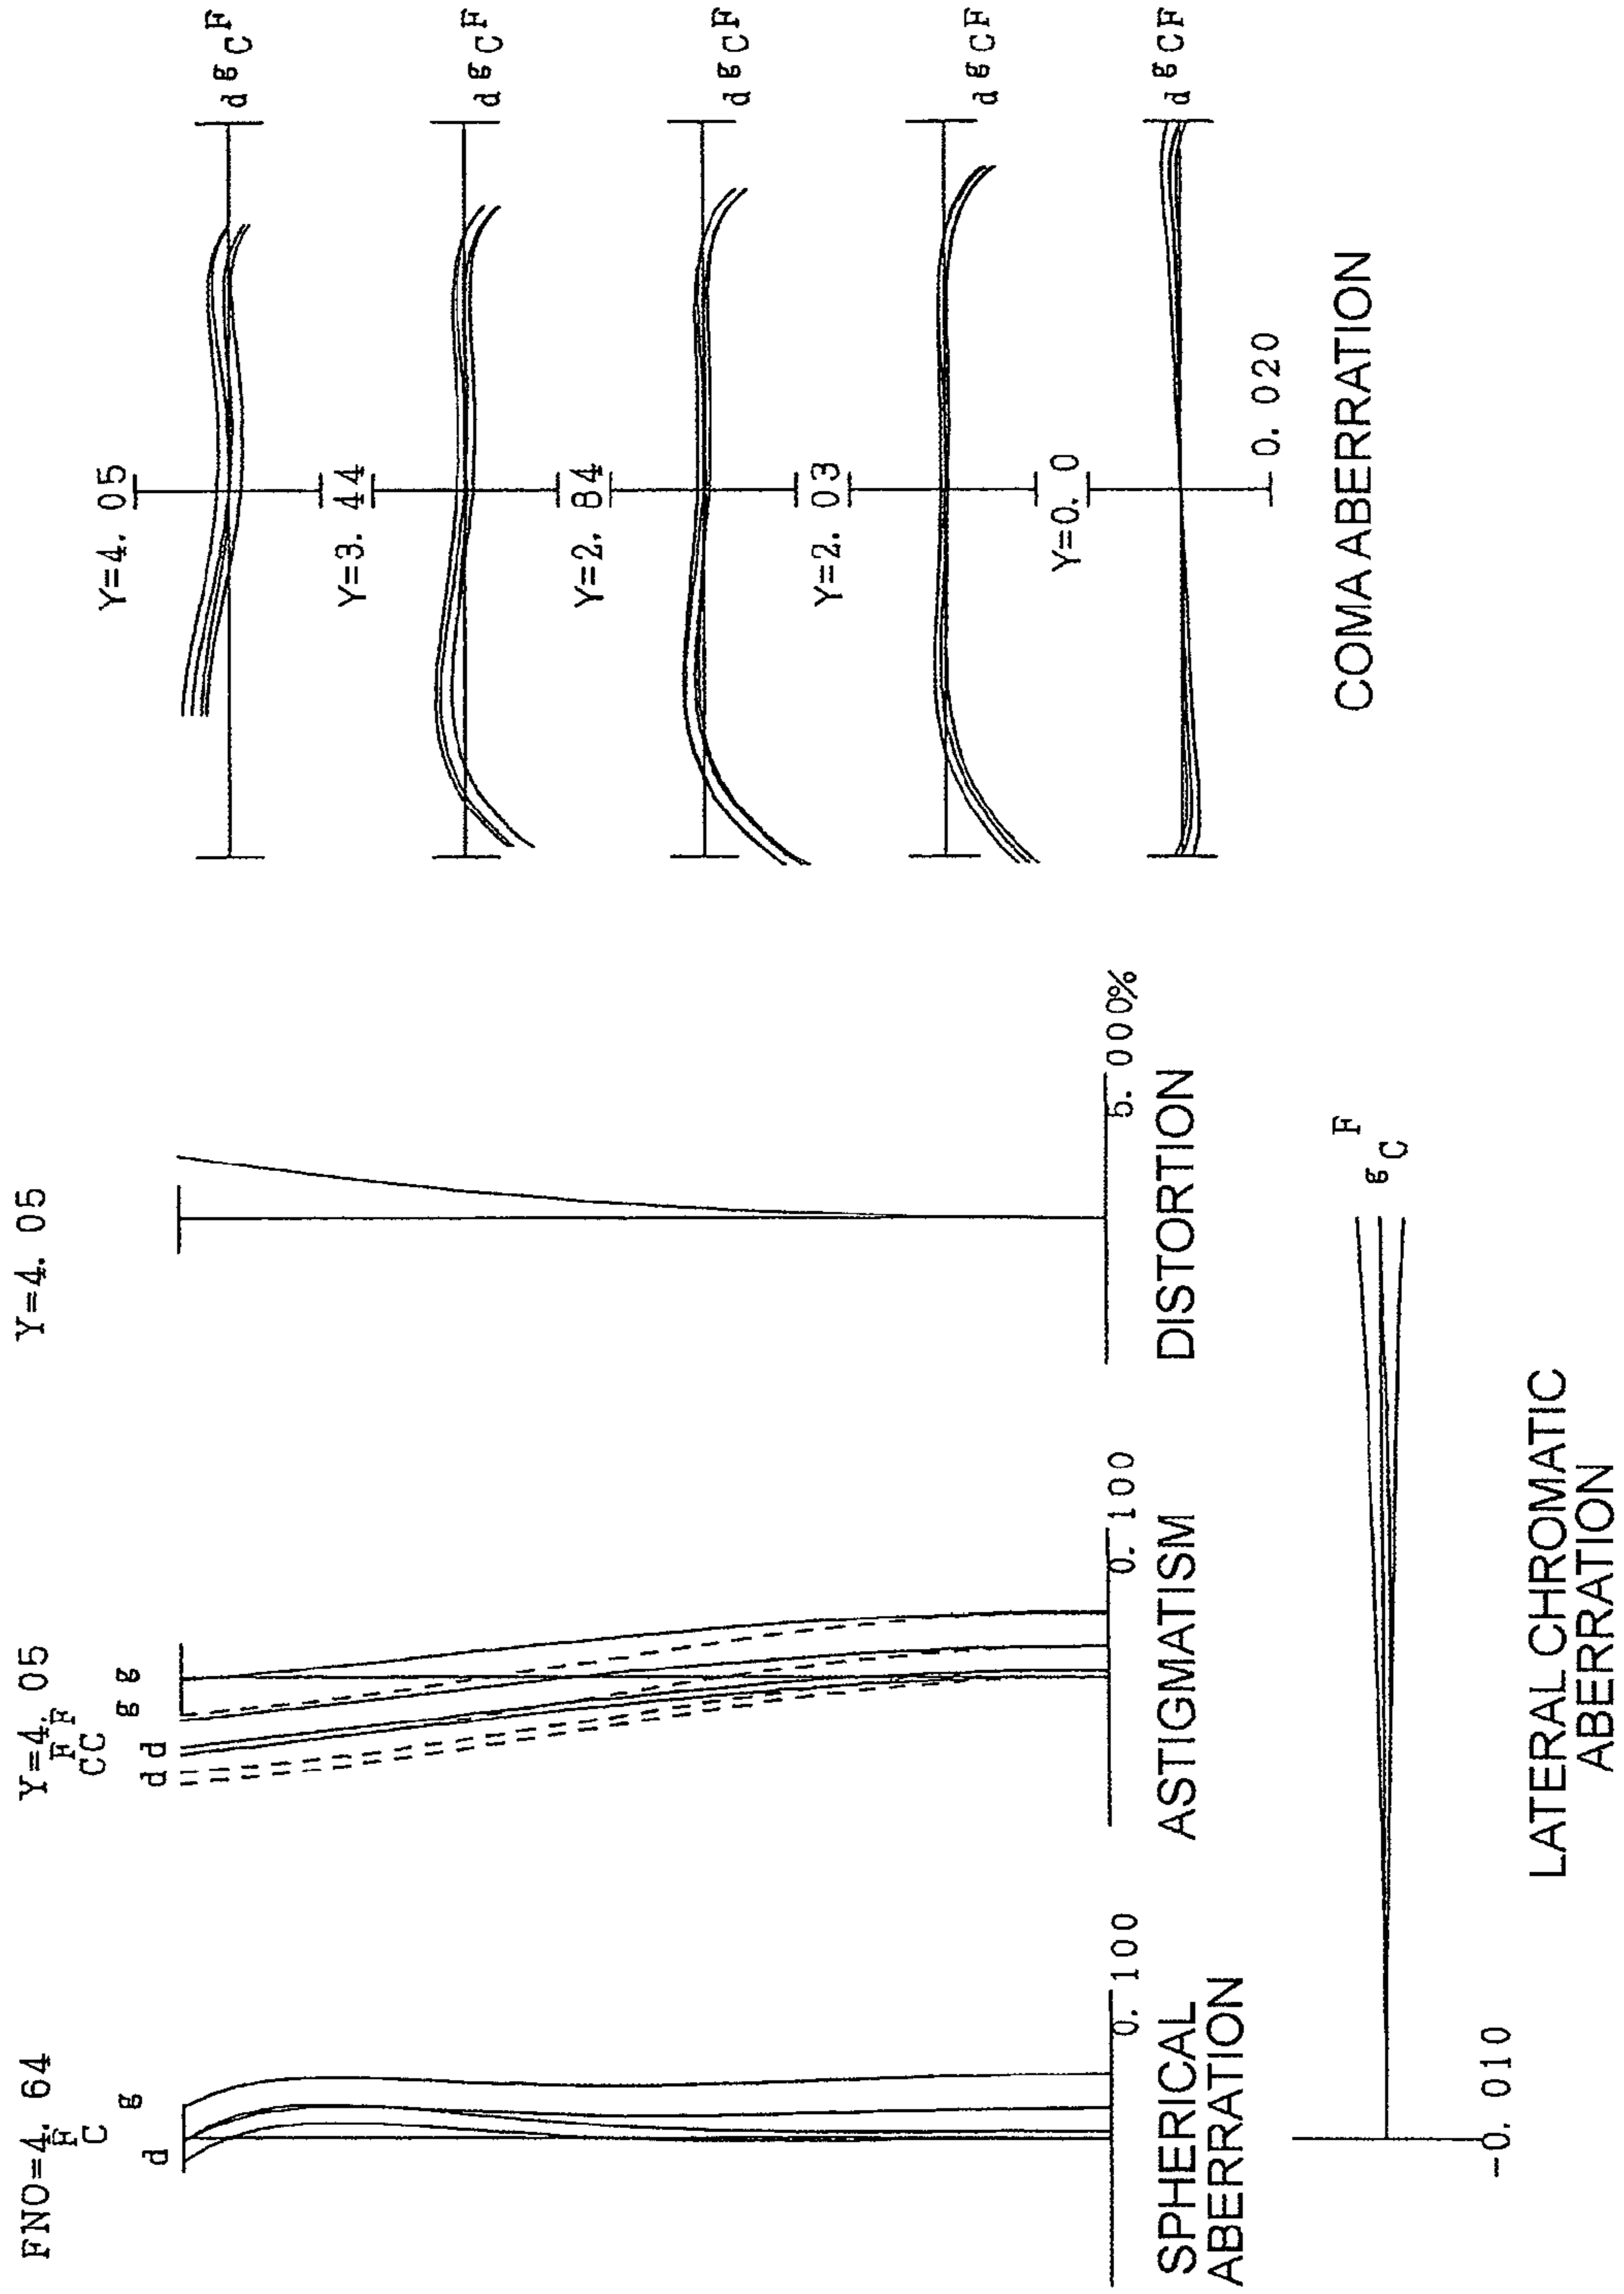 FNO=4. 64
F
C
g
d
0. 100
SPHERICAL
ABERRATION
Y=4. 05
F F
CC
g g
d d
0. 100
ASTIGMATISM
Y=4. 05
5. 000%
DISTORTION
Y=4. 05
d g C F
Y=3. 44
d g C F
Y=2. 84
d g C F
Y=2. 03
d g C F
Y=0. 0
d g C F
0. 020
COMA ABERRATION
F
g
C
-0. 010
LATERAL CHROMATIC
ABERRATION